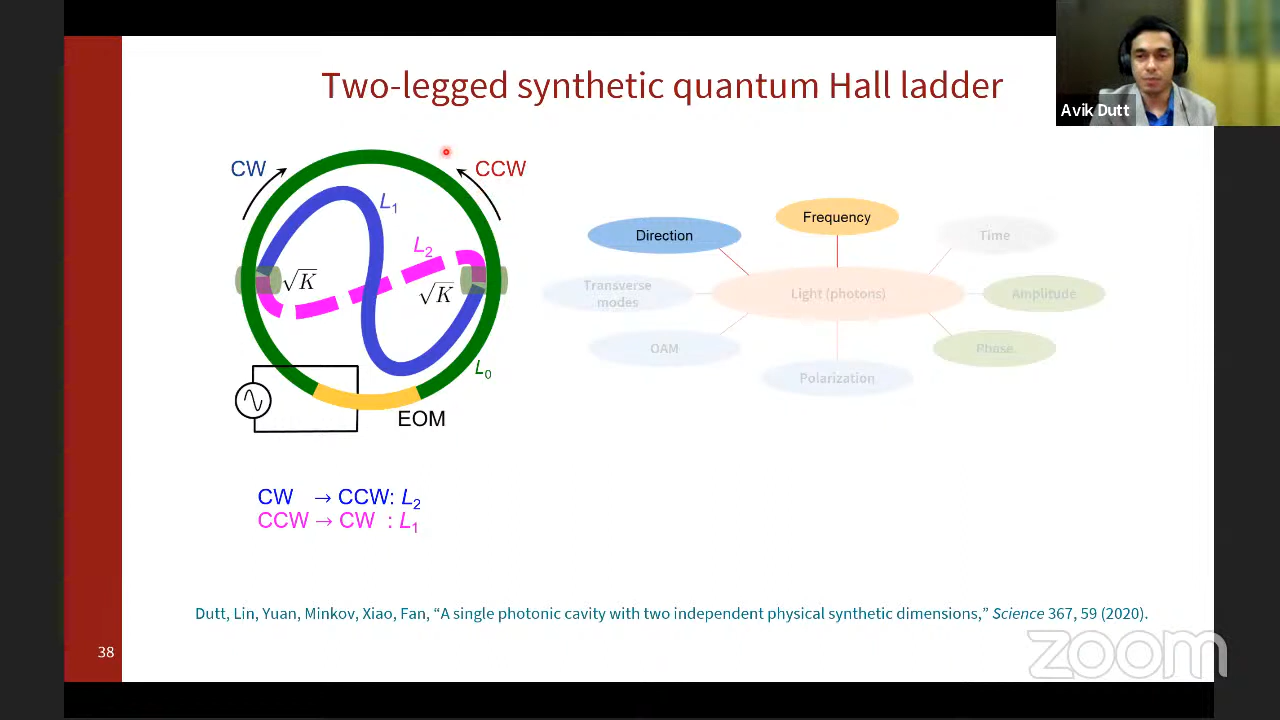 Two-legged synthetic quantum Hall ladder
Avik Dutt
CW
CCW
L1
L2
√K
√K
L0
EOM
Direction
Frequency
Time
Transverse
modes
Light (photons)
Amplitude
OAM
Phase
Polarization
CW → CCW: L2
CCW → CW : L1
Dutt, Lin, Yuan, Minkov, Xiao, Fan, “A single photonic cavity with two independent physical synthetic dimensions,” Science 367, 59 (2020).
38
zoom